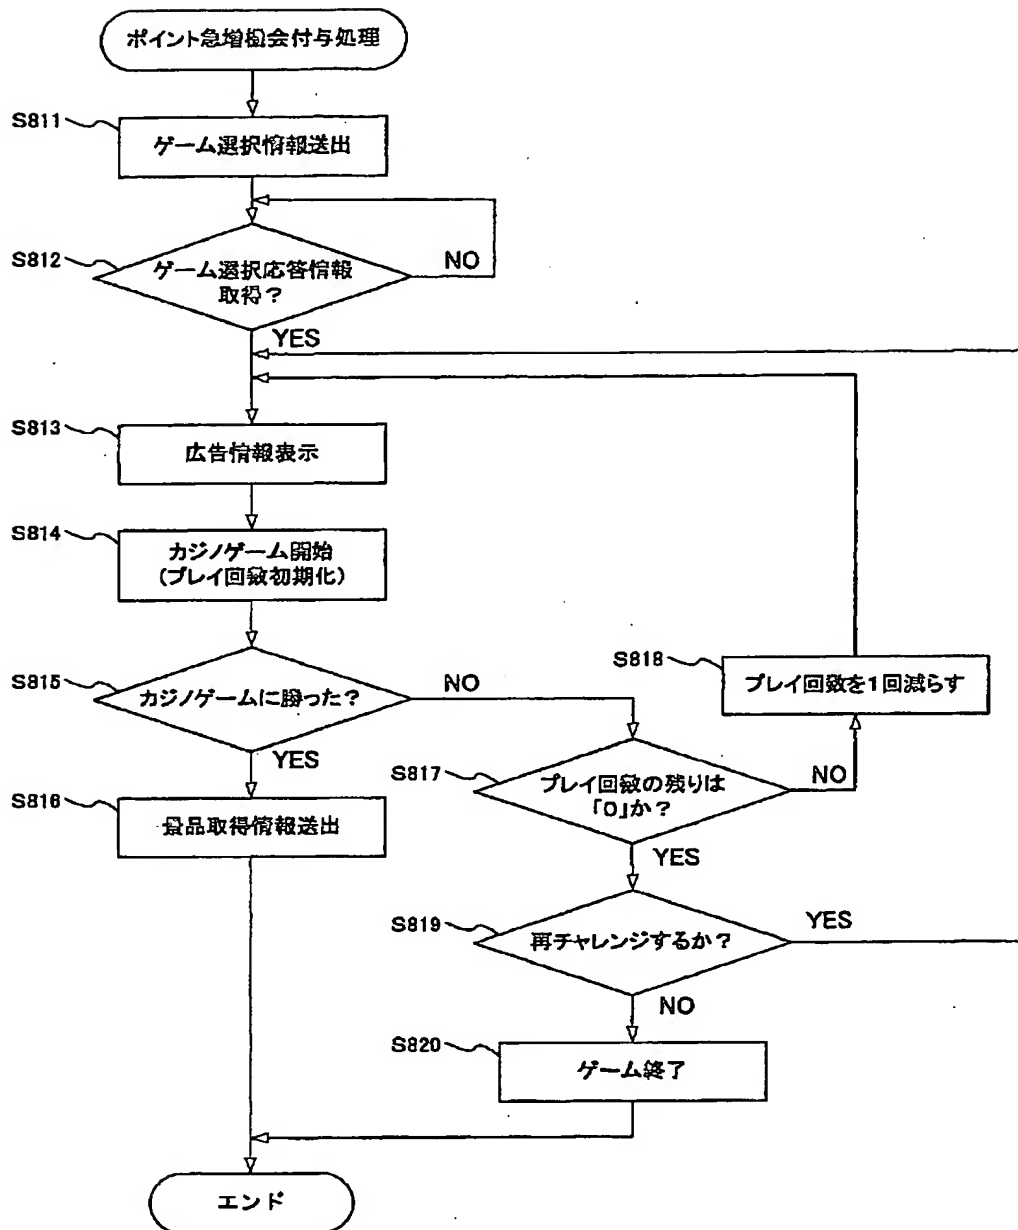 ポイント急増機会付与処理
S811
ゲーム選択情報送出
S812
ゲーム選択応答情報
取得?
NO
YES
S813
広告情報表示
S814
カジノゲーム開始
(プレイ回数初期化)
S815
カジノゲームに勝った?
NO
YES
S816
景品取得情報送出
S817
プレイ回数の残りは
「0」か?
NO
YES
S818
プレイ回数を1回減らす
S819
再チャレンジするか?
YES
NO
S820
ゲーム終了
エンド